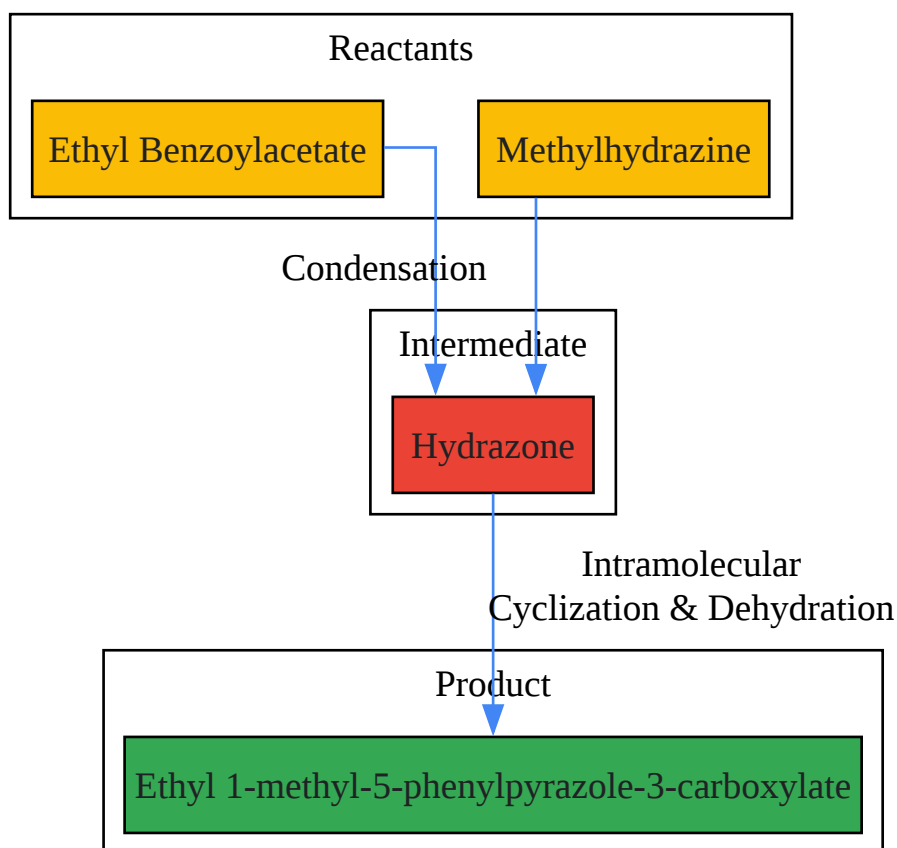 Reactants
Ethyl Benzoylacetate
Methylhydrazine
Condensation
Intermediate
Hydrazone
Intramolecular
Cyclization & Dehydration
Product
Ethyl 1-methyl-5-phenylpyrazole-3-carboxylate